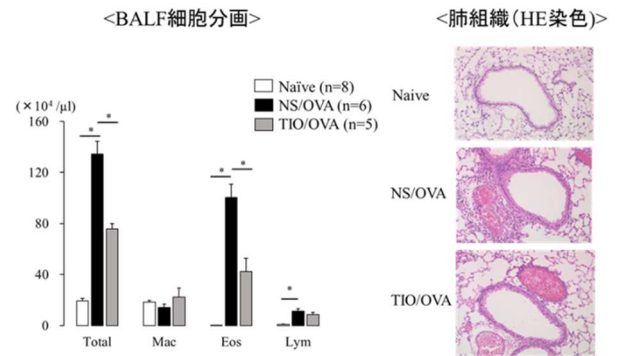 <BALF細胞分画>
Naïve (n=8)
NS/OVA (n=6)
TIO/OVA (n=5)
(×10⁴ /μl)
160
120
80
40
0
* *
* *
*
Total Mac Eos Lym
<肺組織(HE染色)>
Naive
NS/OVA
TIO/OVA